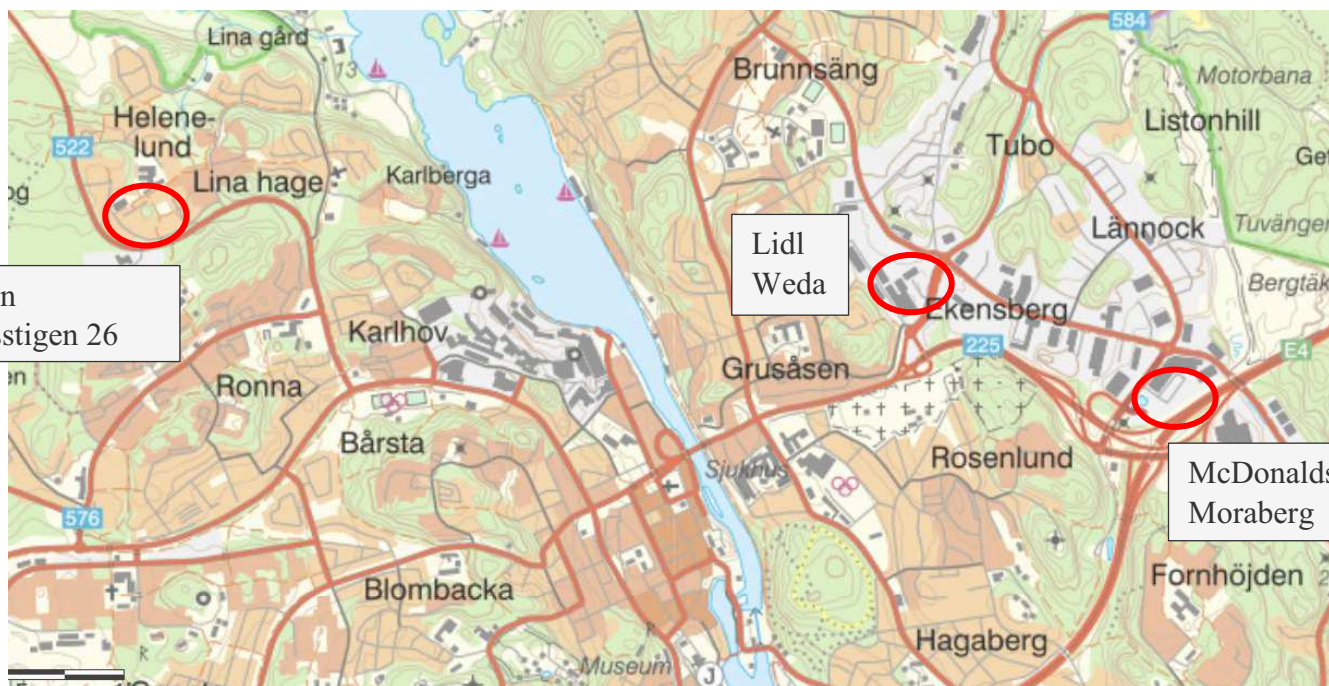 Lina gård
13
584
Brunnsäng
Motorbana
Helene-
lund
522
Listonhill
Tubo
Lina hage
Karlberga
Lidl
Weda
Lännock
Tuvängen
Bergtäk
stigen 26
Karlhov
Ekensberg
225
E4
Ronna
Grusåsen
Bårsta
Rosenlund
Sjukhus
McDonalds
Moraberg
576
Blombacka
Fornhöjden
Hagaberg
Museum
J
R
R